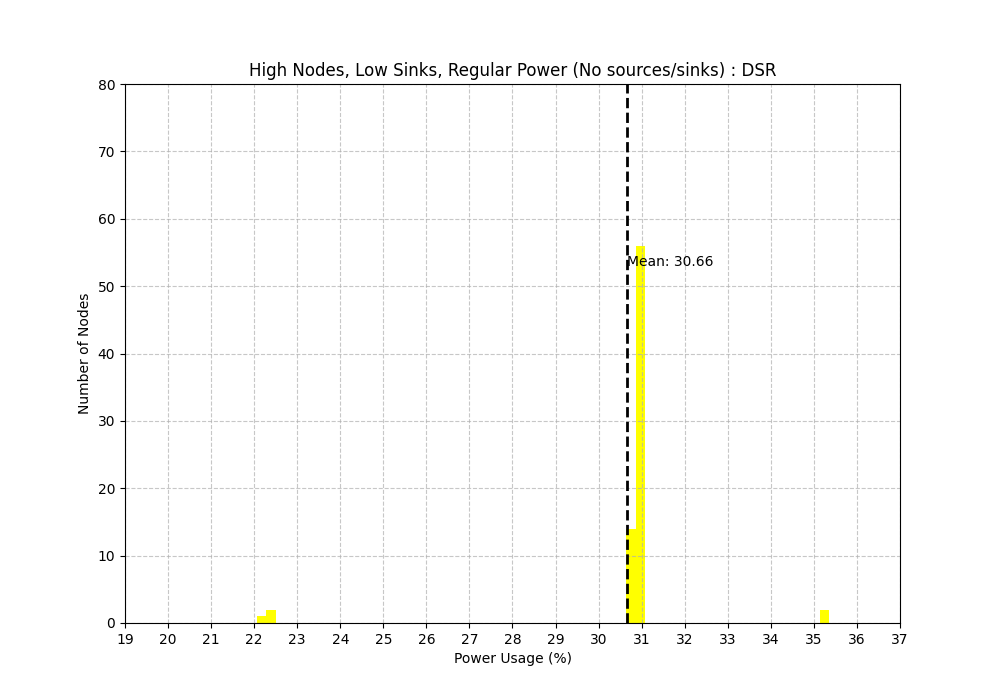 High Nodes, Low Sinks, Regular Power (No sources/sinks) : DSR
80
70
60
50
40
30
20
10
0
Number of Nodes
Mean: 30.66
19 20 21 22 23 24 25 26 27 28 29 30 31 32 33 34 35 36 37
Power Usage (%)